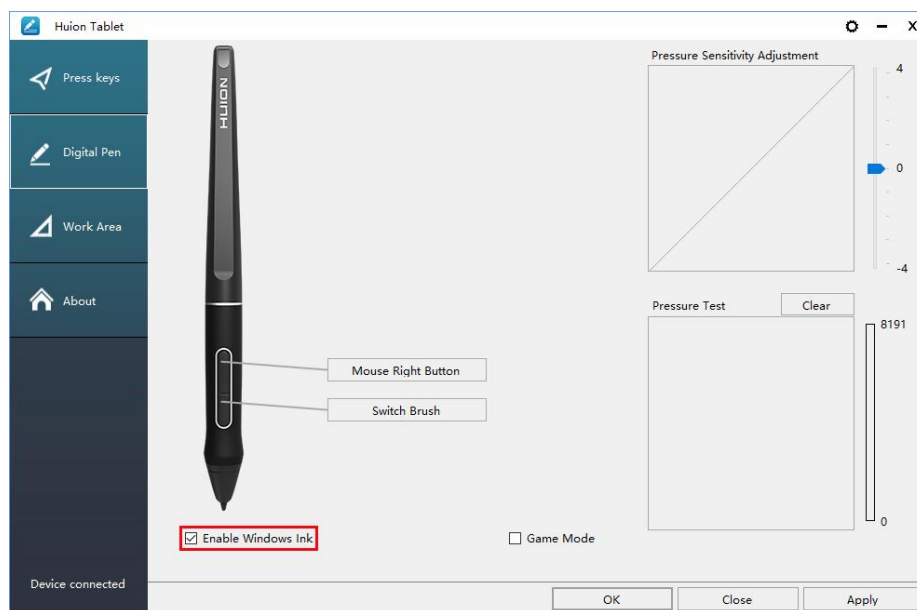 Huion Tablet
X
Press keys
Digital Pen
Work Area
About
Device connected
HUION
Mouse Right Button
Switch Brush
Enable Windows Ink
Game Mode
Pressure Sensitivity Adjustment
4
0
-4
Pressure Test
Clear
8191
0
OK
Close
Apply